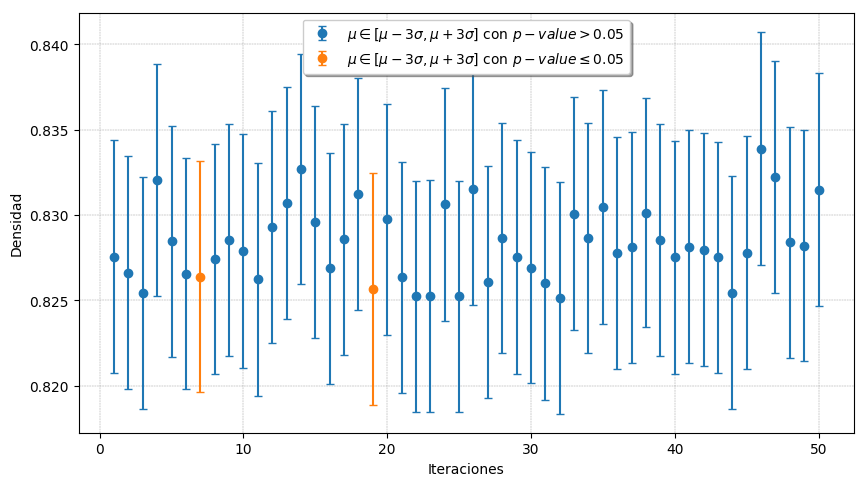 μ ∈ [μ − 3σ, μ + 3σ] con p − value > 0.05
μ ∈ [μ − 3σ, μ + 3σ] con p − value ≤ 0.05
0.840
0.835
0.830
0.825
0.820
Densidad
0 10 20 30 40 50
Iteraciones